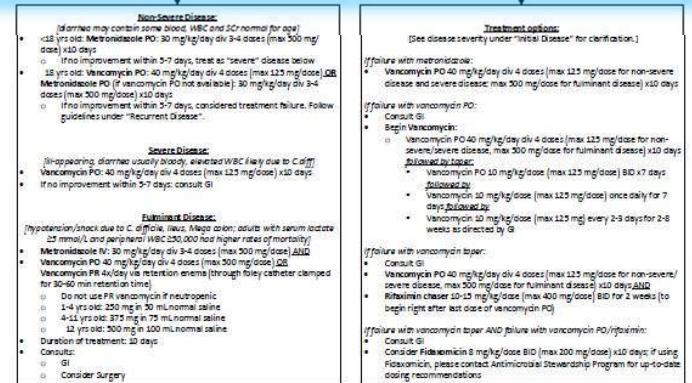 Non-Severe Disease:
[diarrhea may contain some blood, WBC and SCr normal for age]
<18 yrs old: Metronidazole PO: 30 mg/kg/day div 3-4 doses (max 500 mg/
dose) x10 days
If no improvement within 5-7 days, treat as "severe" disease below
18 yrs old: Vancomycin PO: 40 mg/kg/day div 4 doses (max 125 mg/dose) OR
Metronidazole PO (if vancomycin PO not available): 30 mg/kg/day div 3-4
doses (max 500 mg/dose) x10 days
If no improvement within 5-7 days, considered treatment failure. Follow
guidelines under "Recurrent Disease".
Severe Disease:
[Ill-appearing, diarrhea usually bloody, elevated WBC likely due to C.diff]
Vancomycin PO: 40 mg/kg/day div 4 doses (max 125 mg/dose) x10 days
If no improvement within 5-7 days: consult GI
Fulminant Disease:
[hypotension/shock due to C. difficile, Ileus, Mega colon; adults with serum lactate
≥5 mmol/L and peripheral WBC ≥50,000 had higher rates of mortality]
Metronidazole IV: 30 mg/kg/day div 3-4 doses (max 500 mg/dose) AND
Vancomycin PO 40 mg/kg/day div 4 doses (max 500 mg/dose) OR
Vancomycin PR 4x/day via retention enema (through foley catheter clamped
for 30-60 min retention time)
Do not use PR vancomycin if neutropenic
1-4 yrs old: 250 mg in 50 mL normal saline
4-11 yrs old: 375 mg in 75 mL normal saline
12 yrs old: 500 mg in 100 mL normal saline
Duration of treatment: 10 days
Consults:
GI
Consider Surgery
Treatment options:
[See disease severity under "Initial Disease" for clarification.]
If failure with metronidazole:
Vancomycin PO 40 mg/kg/day div 4 doses (max 125 mg/dose for non-severe
disease and severe disease; max 500 mg/dose for fulminant disease) x10 days
If failure with vancomycin PO:
Consult GI
Begin Vancomycin:
Vancomycin PO 40 mg/kg/day div 4 doses (max 125 mg/dose for non-
severe/severe disease, max 500 mg/dose for fulminant disease) x10 days
followed by taper:
Vancomycin PO 10 mg/kg/dose (max 125 mg/dose) BID x7 days
followed by
Vancomycin 10 mg/kg/dose (max 125 mg/dose) once daily for 7
days followed by
Vancomycin 10 mg/kg/dose (max 125 mg) every 2-3 days for 2-8
weeks as directed by GI
If failure with vancomycin taper:
Consult GI
Vancomycin PO 40 mg/kg/day div 4 doses (max 125 mg/dose for non-severe/
severe disease, max 500 mg/dose for fulminant disease) x10 days AND
Rifaximin chaser 10-15 mg/kg/dose (max 400 mg/dose) BID for 2 weeks (to
begin right after last dose of vancomycin PO)
If failure with vancomycin taper AND failure with vancomycin PO/rifaximin:
Consult GI
Consider Fidaxomicin 8 mg/kg/dose BID (max 200 mg/dose) x10 days; if using
Fidaxomicin, please contact Antimicrobial Stewardship Program for up-to-date
dosing recommendations